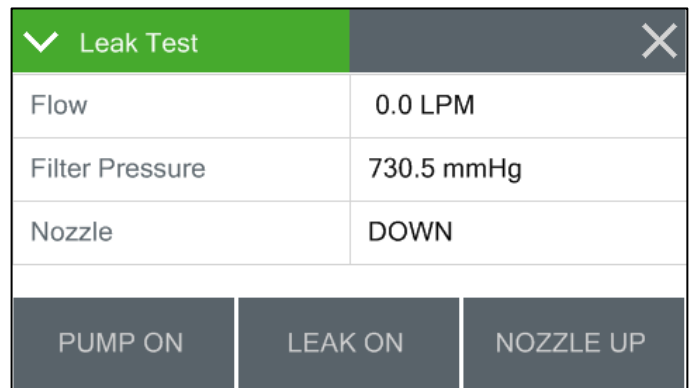 Leak Test
Flow 0.0 LPM
Filter Pressure 730.5 mmHg
Nozzle DOWN
PUMP ON LEAK ON NOZZLE UP